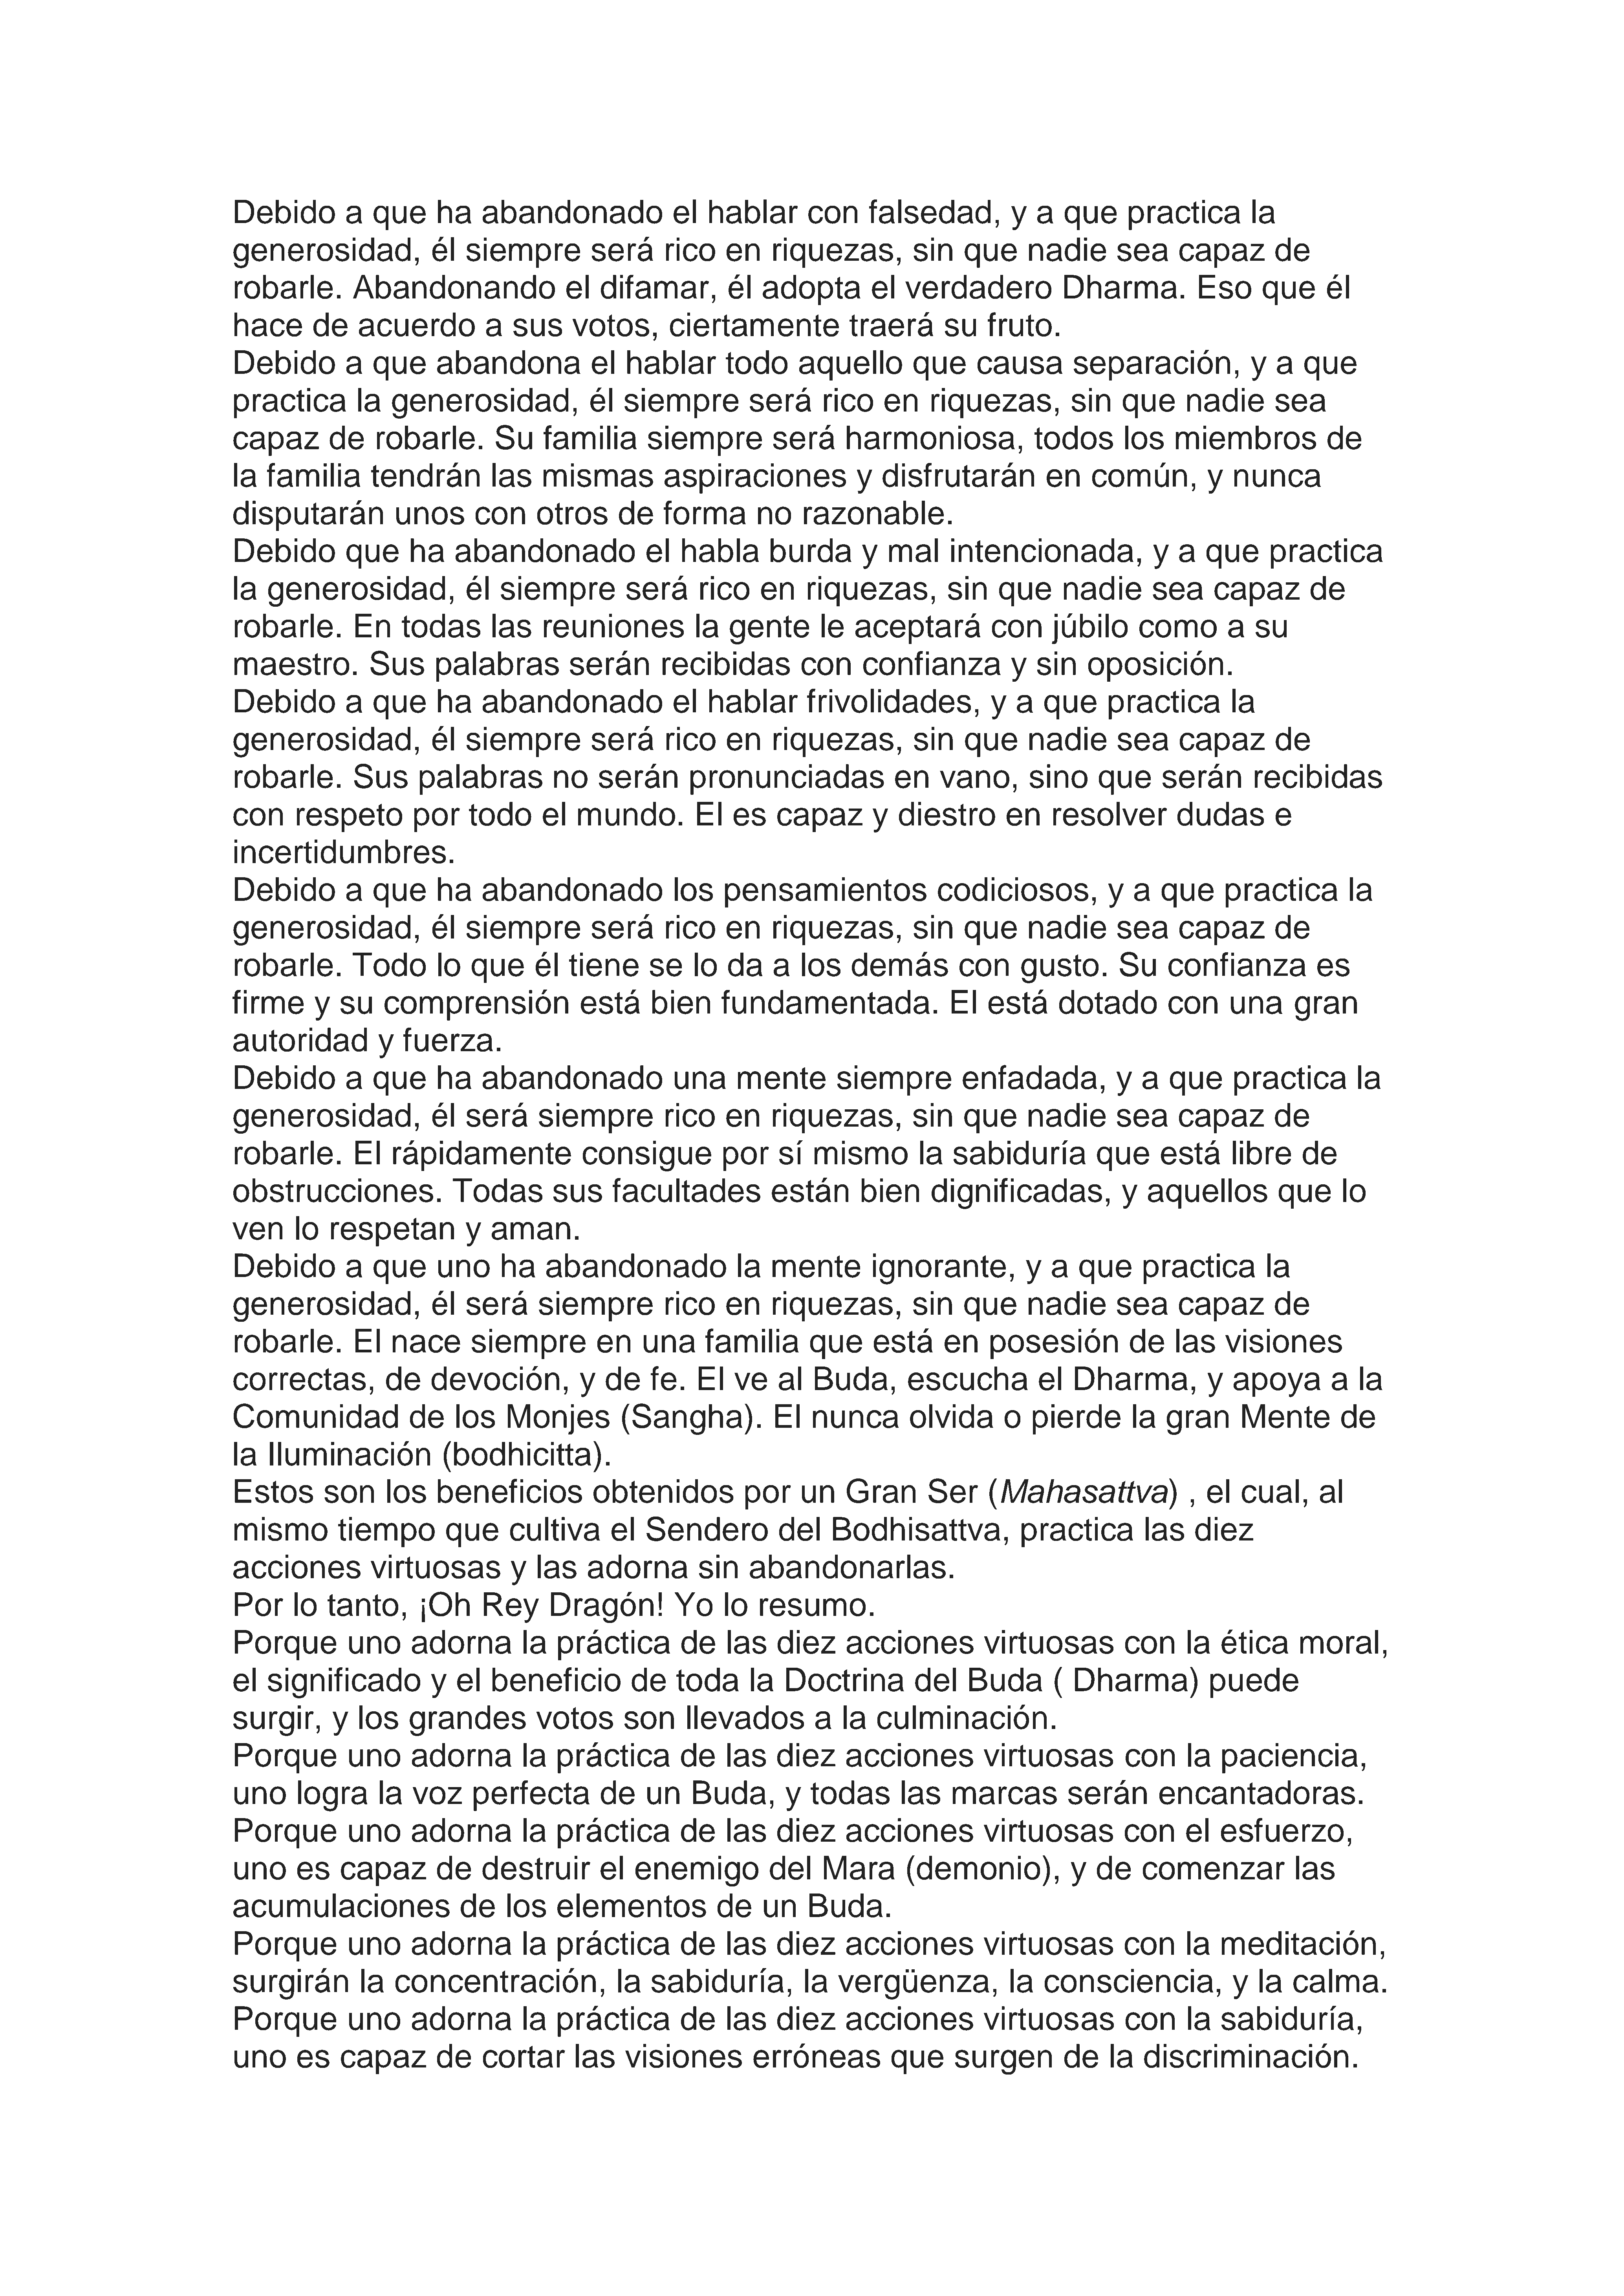 Debido a que ha abandonado el hablar con falsedad, y a que practica la
generosidad, él siempre será rico en riquezas, sin que nadie sea capaz de
robarle. Abandonando el difamar, él adopta el verdadero Dharma. Eso que él
hace de acuerdo a sus votos, ciertamente traerá su fruto.
Debido a que abandona el hablar todo aquello que causa separación, y a que
practica la generosidad, él siempre será rico en riquezas, sin que nadie sea
capaz de robarle. Su familia siempre será harmoniosa, todos los miembros de
la familia tendrán las mismas aspiraciones y disfrutarán en común, y nunca
disputarán unos con otros de forma no razonable.
Debido que ha abandonado el habla burda y mal intencionada, y a que practica
la generosidad, él siempre será rico en riquezas, sin que nadie sea capaz de
robarle. En todas las reuniones la gente le aceptará con júbilo como a su
maestro. Sus palabras serán recibidas con confianza y sin oposición.
Debido a que ha abandonado el hablar frivolidades, y a que practica la
generosidad, él siempre será rico en riquezas, sin que nadie sea capaz de
robarle. Sus palabras no serán pronunciadas en vano, sino que serán recibidas
con respeto por todo el mundo. El es capaz y diestro en resolver dudas e
incertidumbres.
Debido a que ha abandonado los pensamientos codiciosos, y a que practica la
generosidad, él siempre será rico en riquezas, sin que nadie sea capaz de
robarle. Todo lo que él tiene se lo da a los demás con gusto. Su confianza es
firme y su comprensión está bien fundamentada. El está dotado con una gran
autoridad y fuerza.
Debido a que ha abandonado una mente siempre enfadada, y a que practica la
generosidad, él será siempre rico en riquezas, sin que nadie sea capaz de
robarle. El rápidamente consigue por sí mismo la sabiduría que está libre de
obstrucciones. Todas sus facultades están bien dignificadas, y aquellos que lo
ven lo respetan y aman.
Debido a que uno ha abandonado la mente ignorante, y a que practica la
generosidad, él será siempre rico en riquezas, sin que nadie sea capaz de
robarle. El nace siempre en una familia que está en posesión de las visiones
correctas, de devoción, y de fe. El ve al Buda, escucha el Dharma, y apoya a la
Comunidad de los Monjes (Sangha). El nunca olvida o pierde la gran Mente de
la Iluminación (bodhicitta).
Estos son los beneficios obtenidos por un Gran Ser (Mahasattva) , el cual, al
mismo tiempo que cultiva el Sendero del Bodhisattva, practica las diez
acciones virtuosas y las adorna sin abandonarlas.
Por lo tanto, ¡Oh Rey Dragón! Yo lo resumo.
Porque uno adorna la práctica de las diez acciones virtuosas con la ética moral,
el significado y el beneficio de toda la Doctrina del Buda ( Dharma) puede
surgir, y los grandes votos son llevados a la culminación.
Porque uno adorna la práctica de las diez acciones virtuosas con la paciencia,
uno logra la voz perfecta de un Buda, y todas las marcas serán encantadoras.
Porque uno adorna la práctica de las diez acciones virtuosas con el esfuerzo,
uno es capaz de destruir el enemigo del Mara (demonio), y de comenzar las
acumulaciones de los elementos de un Buda.
Porque uno adorna la práctica de las diez acciones virtuosas con la meditación,
surgirán la concentración, la sabiduría, la vergüenza, la consciencia, y la calma.
Porque uno adorna la práctica de las diez acciones virtuosas con la sabiduría,
uno es capaz de cortar las visiones erróneas que surgen de la discriminación.